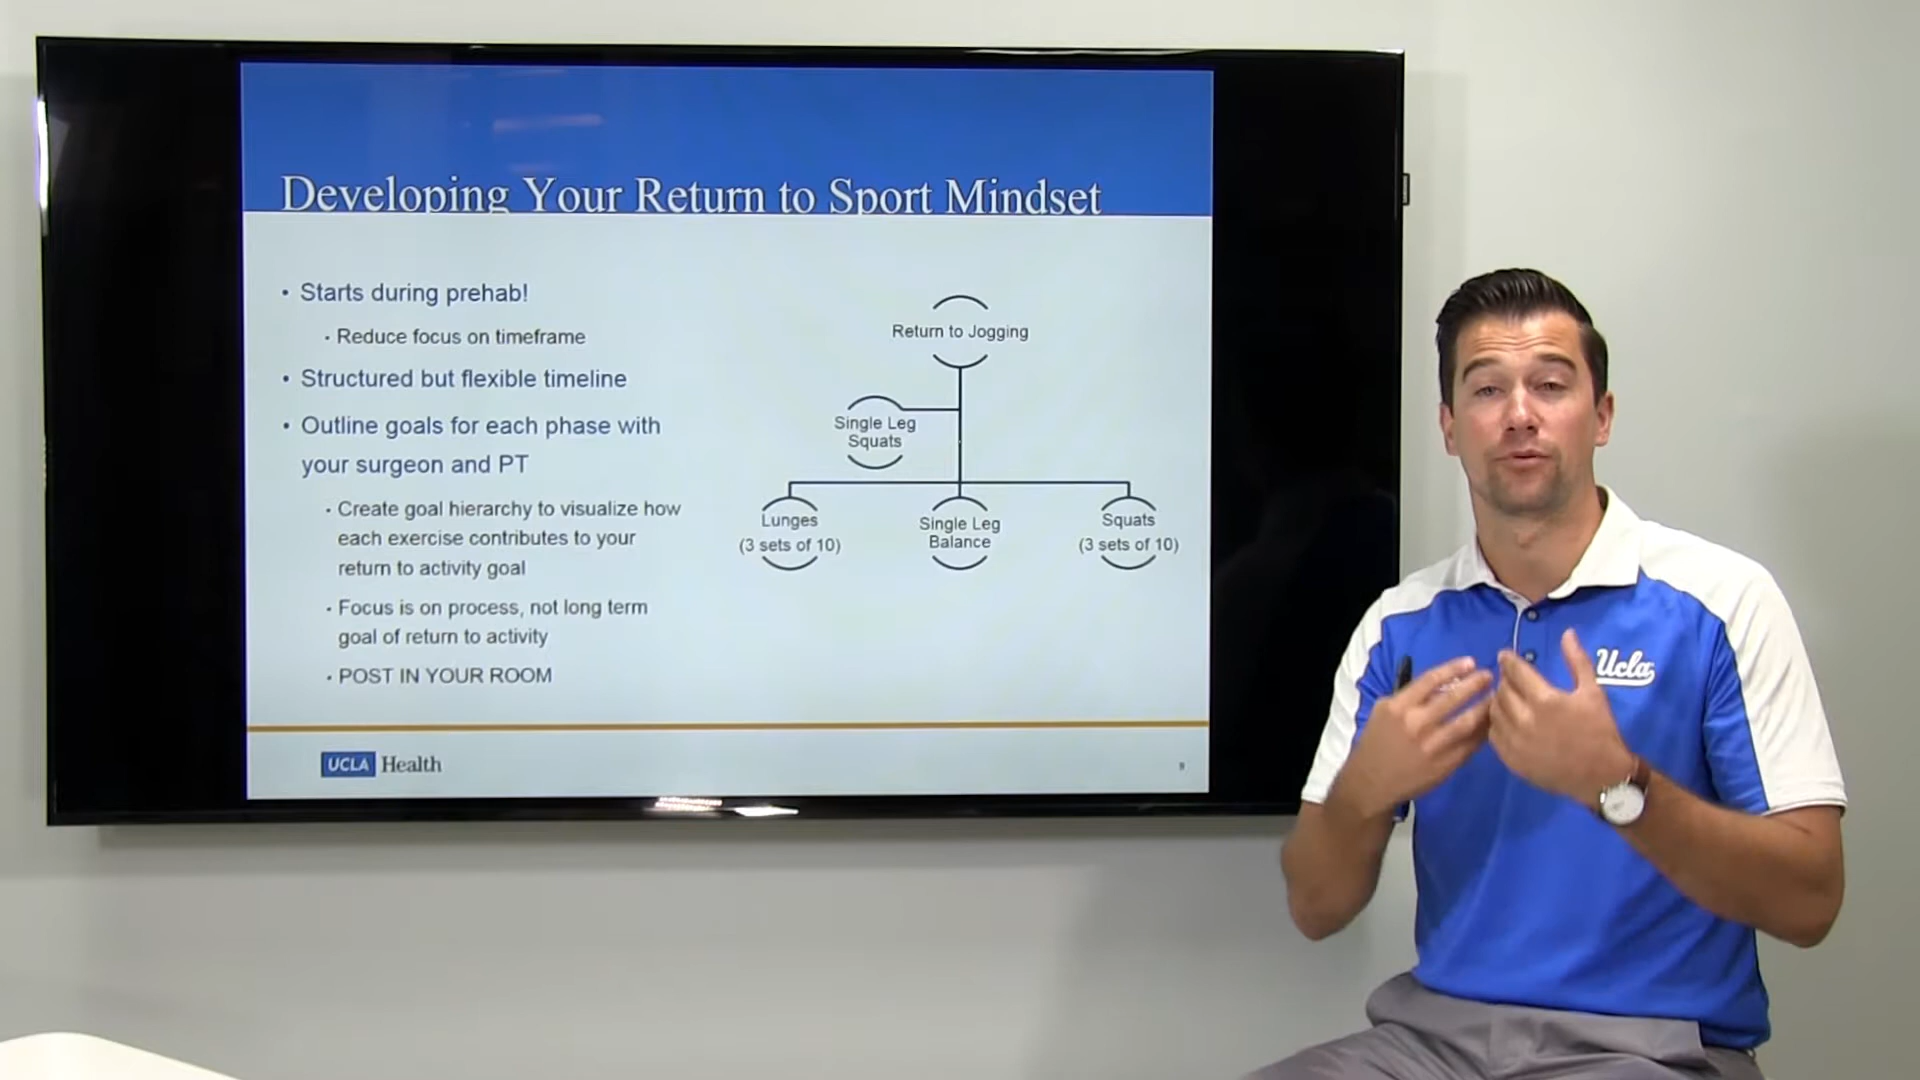 Developing Your Return to Sport Mindset
• Starts during prehab!
• Reduce focus on timeframe
• Structured but flexible timeline
• Outline goals for each phase with
your surgeon and PT
• Create goal hierarchy to visualize how
each exercise contributes to your
return to activity goal
• Focus is on process, not long term
goal of return to activity
• POST IN YOUR ROOM
Return to Jogging
Single Leg
Squats
Lunges
(3 sets of 10)
Single Leg
Balance
Squats
(3 sets of 10)
UCLA Health
9
Ucla